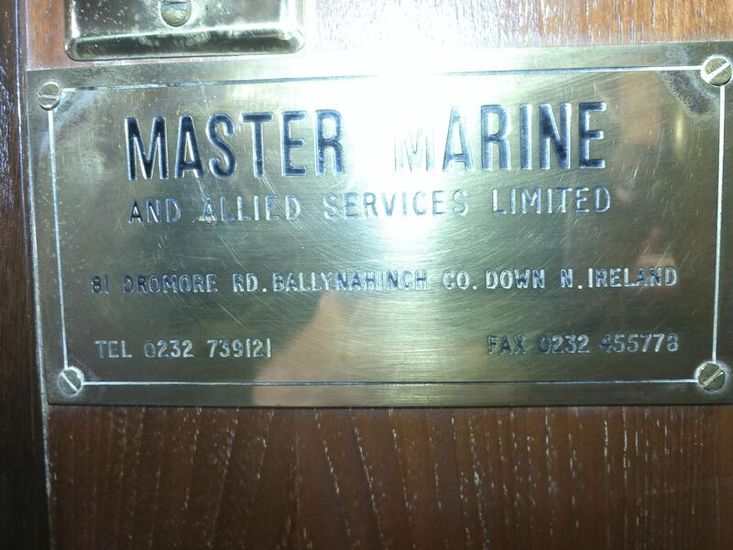 MASTER MARINE
AND ALLIED SERVICES LIMITED
81 DROMORE RD. BALLYNAHINCH CO. DOWN N. IRELAND
TEL 0232 739121 FAX 0232 455778